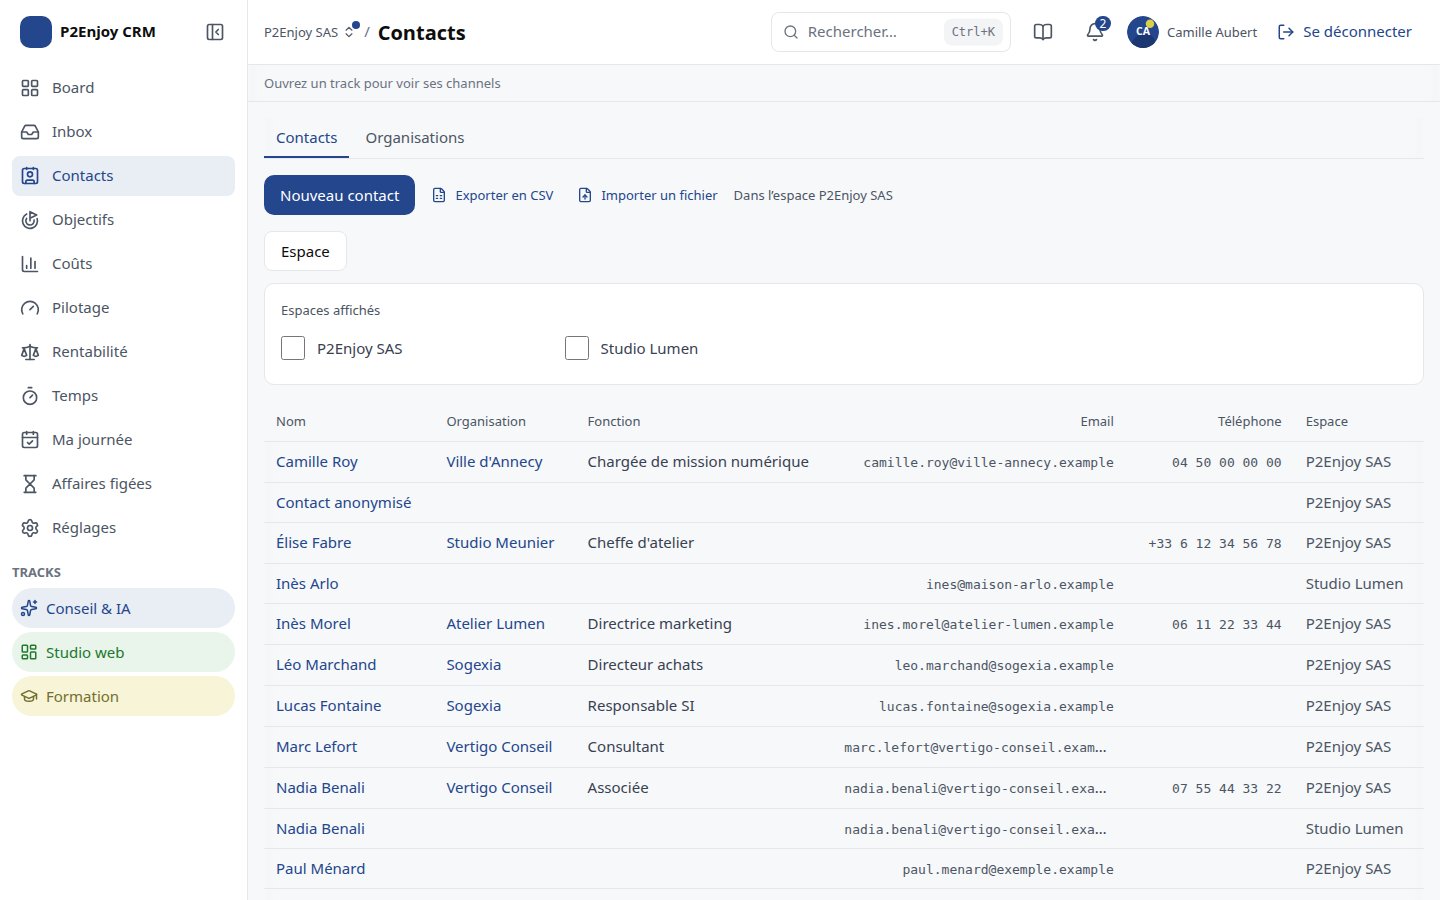 P2Enjoy CRM
Board
Inbox
Contacts
Objectifs
Coûts
Pilotage
Rentabilité
Temps
Ma journée
Affaires figées
Réglages
TRACKS
Conseil & IA
Studio web
Formation
P2Enjoy SAS / Contacts
Rechercher... Ctrl+K
2
CA Camille Aubert
Se déconnecter
Ouvrez un track pour voir ses channels
Contacts Organisations
Nouveau contact Exporter en CSV Importer un fichier Dans l'espace P2Enjoy SAS
Espace
Espaces affichés
P2Enjoy SAS Studio Lumen
Nom Organisation Fonction Email Téléphone Espace
Camille Roy Ville d'Annecy Chargée de mission numérique camille.roy@ville-annecy.example 04 50 00 00 00 P2Enjoy SAS
Contact anonymisé P2Enjoy SAS
Élise Fabre Studio Meunier Cheffe d'atelier +33 6 12 34 56 78 P2Enjoy SAS
Inès Arlo ines@maison-arlo.example Studio Lumen
Inès Morel Atelier Lumen Directrice marketing ines.morel@atelier-lumen.example 06 11 22 33 44 P2Enjoy SAS
Léo Marchand Sogexia Directeur achats leo.marchand@sogexia.example P2Enjoy SAS
Lucas Fontaine Sogexia Responsable SI lucas.fontaine@sogexia.example P2Enjoy SAS
Marc Lefort Vertigo Conseil Consultant marc.lefort@vertigo-conseil.exam... P2Enjoy SAS
Nadia Benali Vertigo Conseil Associée nadia.benali@vertigo-conseil.exa... 07 55 44 33 22 P2Enjoy SAS
Nadia Benali nadia.benali@vertigo-conseil.exa... Studio Lumen
Paul Ménard paul.menard@exemple.example P2Enjoy SAS